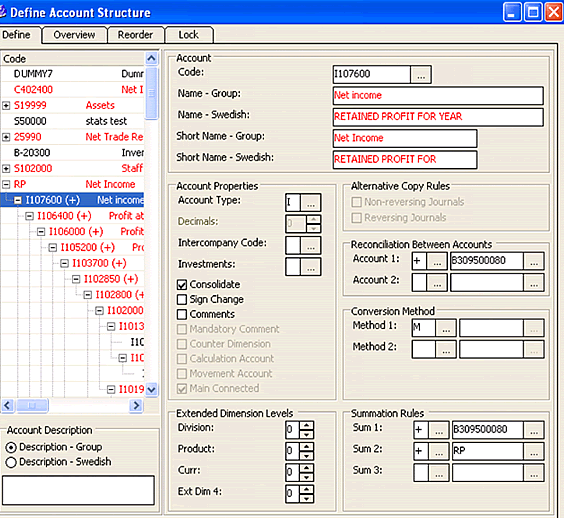 Define Account Structure
Define Overview Reorder Lock
Code
DUMMY7 Dumm
C402400 Net I
S19999 Assets
S50000 stats test
25990 Net Trade Re
B-20300 Inver
S102000 Staff
RP Net Income
I107600 (+) Net income
I106400 (+) Profit at
I106000 (+) Profit
I105200 (+) Pro
I103700 (+)
I102850 (+)
I102800 (+)
I102000
I1013
I10
I10
I1019
Account Description
Description - Group
Description - Swedish
Account
Code: I107600 ...
Name - Group: Net income
Name - Swedish: RETAINED PROFIT FOR YEAR
Short Name - Group: Net Income
Short Name - Swedish: RETAINED PROFIT FOR
Account Properties
Account Type: I ...
Decimals: 0
Intercompany Code: ...
Investments: ...
Consolidate
Sign Change
Comments
Mandatory Comment
Counter Dimension
Calculation Account
Movement Account
Main Connected
Alternative Copy Rules
Non-reversing Journals
Reversing Journals
Reconciliation Between Accounts
Account 1: + ... B309500080 ...
Account 2: ... ...
Conversion Method
Method 1: M ... ...
Method 2: ... ...
Extended Dimension Levels
Division: 0
Product: 0
Curr: 0
Ext Dim 4: 0
Summation Rules
Sum 1: + ... B309500080 ...
Sum 2: + ... RP ...
Sum 3: ... ...